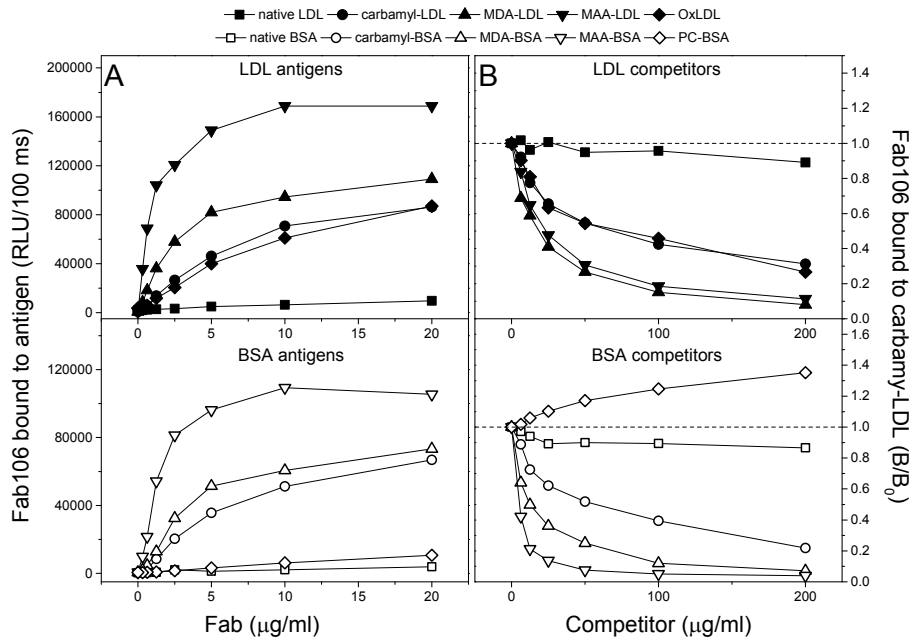 native LDL carbamyl-LDL MDA-LDL MAA-LDL OxLDL
native BSA carbamyl-BSA MDA-BSA MAA-BSA PC-BSA
A
LDL antigens
200000
160000
120000
80000
40000
0
0 5 10 15 20
BSA antigens
120000
80000
40000
0
0 5 10 15 20
Fab106 bound to antigen (RLU/100 ms)
Fab (μg/ml)
B
LDL competitors
1.4
1.2
1.0
0.8
0.6
0.4
0.2
0.0
0 100 200
BSA competitors
1.4
1.2
1.0
0.8
0.6
0.4
0.2
0.0
0 100 200
Fab106 bound to carbamy-LDL (B/B0)
Competitor (μg/ml)